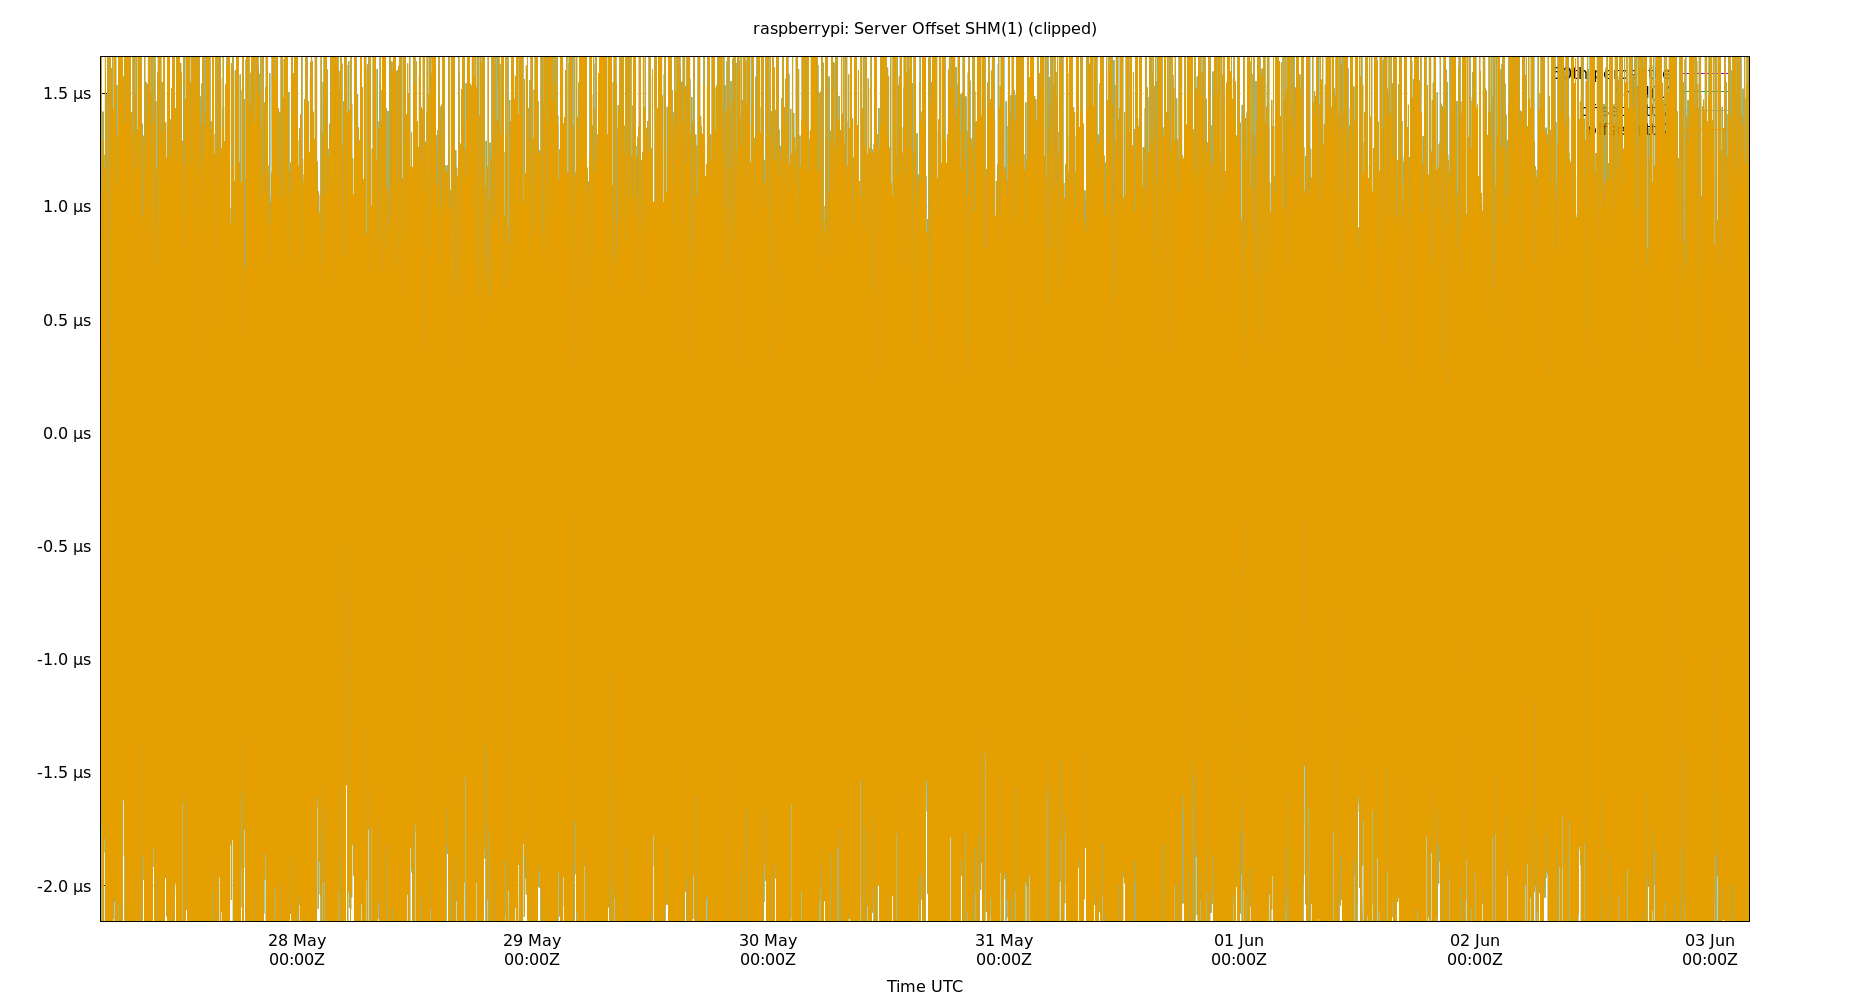 raspberrypi: Server Offset SHM(1) (clipped)
1.5 µs
1.0 µs
0.5 µs
0.0 µs
-0.5 µs
-1.0 µs
-1.5 µs
-2.0 µs
28 May 29 May 30 May 31 May 01 Jun 02 Jun 03 Jun
00:00Z 00:00Z 00:00Z 00:00Z 00:00Z 00:00Z 00:00Z
Time UTC